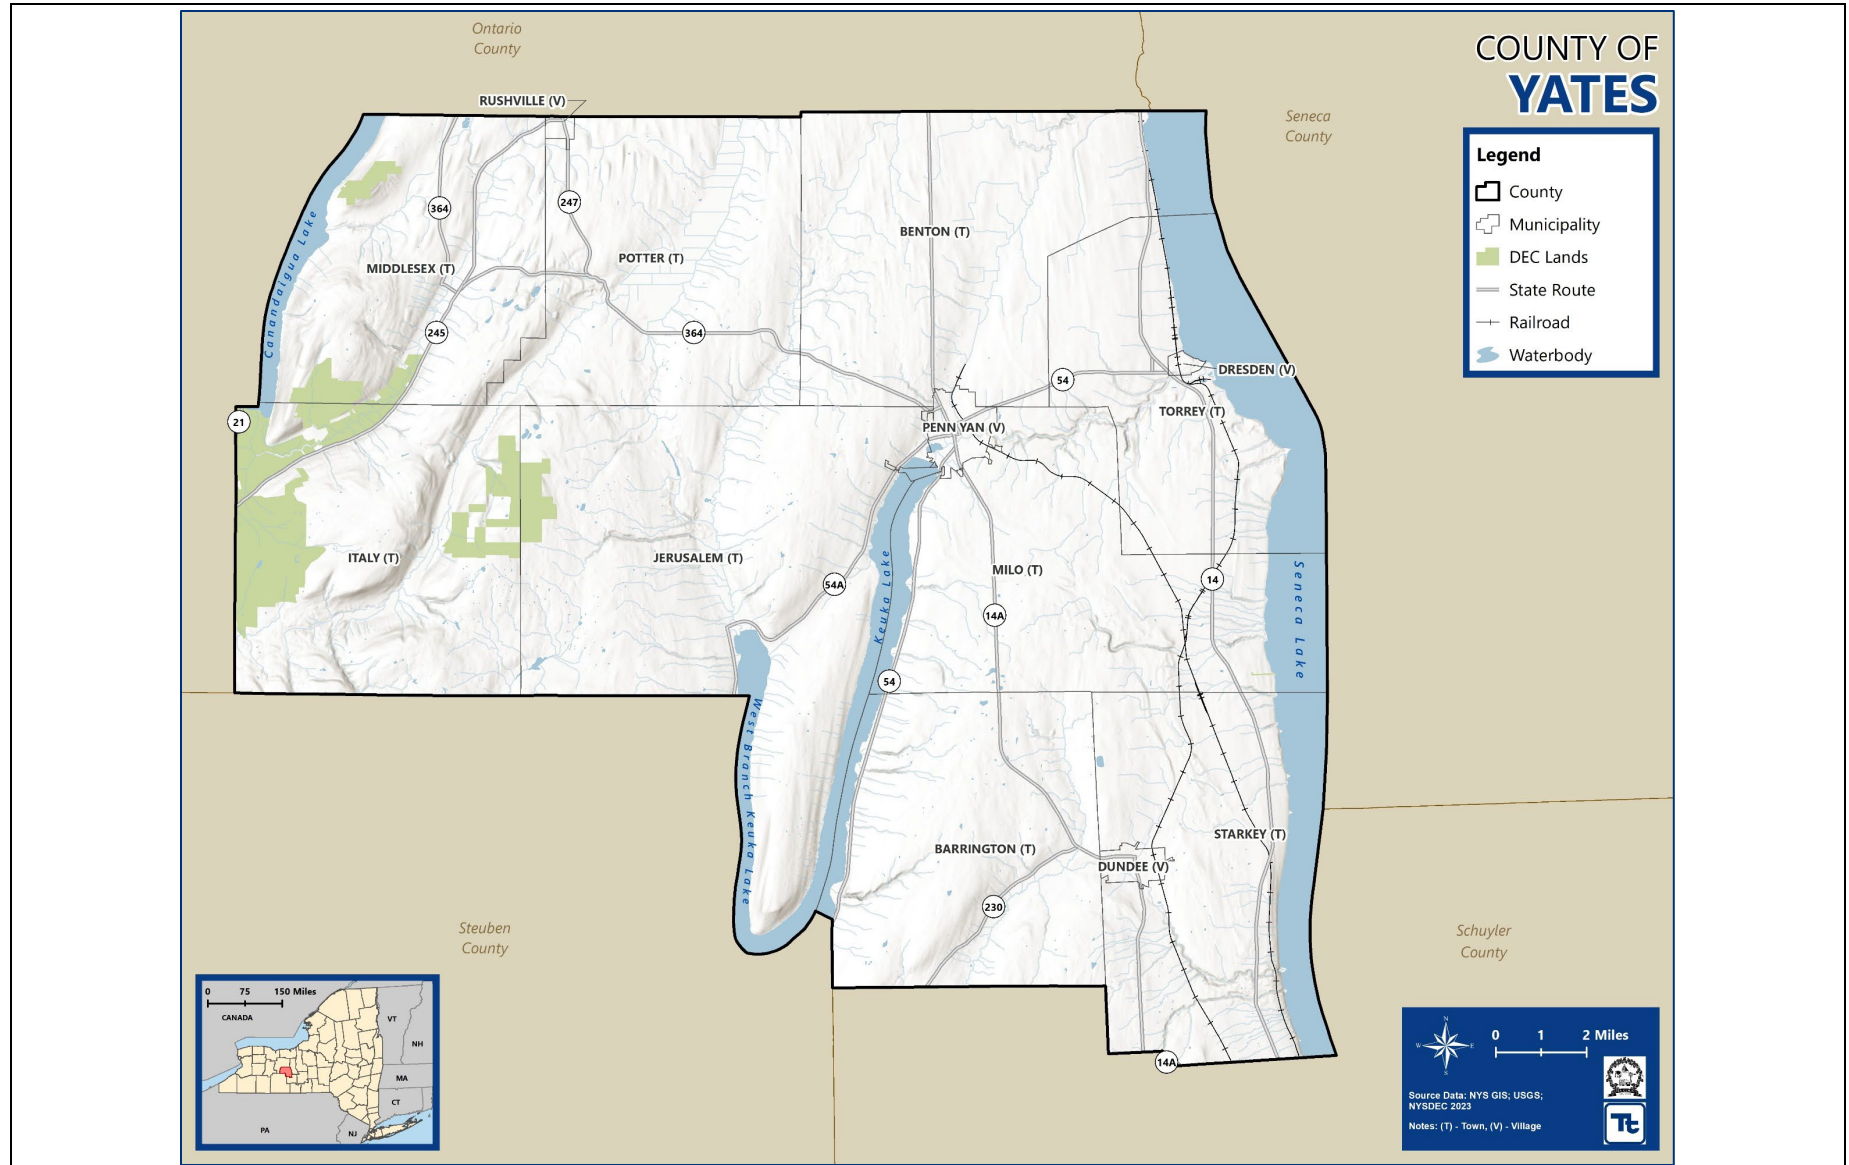 Ontario
County
COUNTY OF
YATES
RUSHVILLE (V)
Seneca
County
Legend
County
Municipality
DEC Lands
State Route
Railroad
Waterbody
364
247
Canandaigua Lake
BENTON (T)
POTTER (T)
MIDDLESEX (T)
245
364
DRESDEN (V)
54
TORREY (T)
21
PENN YAN (V)
ITALY (T)
JERUSALEM (T)
54A
Keuka Lake
MILO (T)
14
14A
Seneca Lake
54
West Branch Keuka Lake
STARKEY (T)
BARRINGTON (T)
DUNDEE (V)
230
Steuben
County
Schuyler
County
14A
0 75 150 Miles
CANADA
VT
NH
MA
CT
PA
NJ
N
W E
S
0 1 2 Miles
Source Data: NYS GIS; USGS;
NYSDEC 2023
Notes: (T) - Town, (V) - Village
Tt